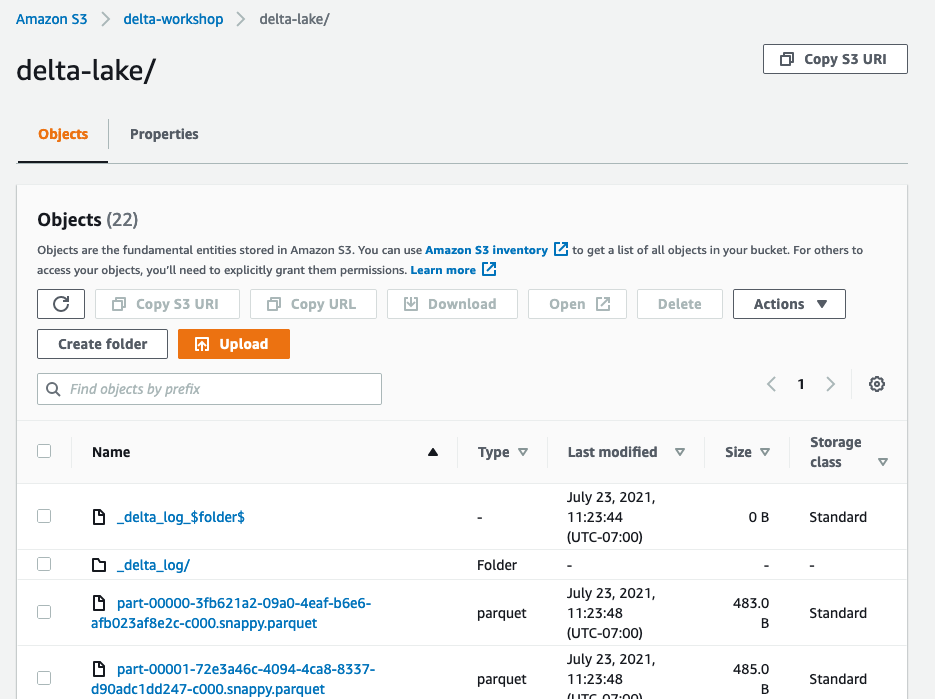 Amazon S3 > delta-workshop > delta-lake/
delta-lake/
Copy S3 URI
Objects
Properties
Objects (22)
Objects are the fundamental entities stored in Amazon S3. You can use Amazon S3 inventory to get a list of all objects in your bucket. For others to
access your objects, you'll need to explicitly grant them permissions. Learn more
Copy S3 URI
Copy URL
Download
Open
Delete
Actions
Create folder
Upload
Find objects by prefix
1
Name
Type
Last modified
Size
Storage
class
_delta_log_$folder$
-
July 23, 2021,
11:23:44
(UTC-07:00)
0 B
Standard
_delta_log/
Folder
-
-
-
part-00000-3fb621a2-09a0-4eaf-b6e6-
afb023af8e2c-c000.snappy.parquet
parquet
July 23, 2021,
11:23:48
(UTC-07:00)
483.0
B
Standard
part-00001-72e3a46c-4094-4ca8-8337-
d90adc1dd247-c000.snappy.parquet
parquet
July 23, 2021,
11:23:48
(UTC-07:00)
485.0
B
Standard